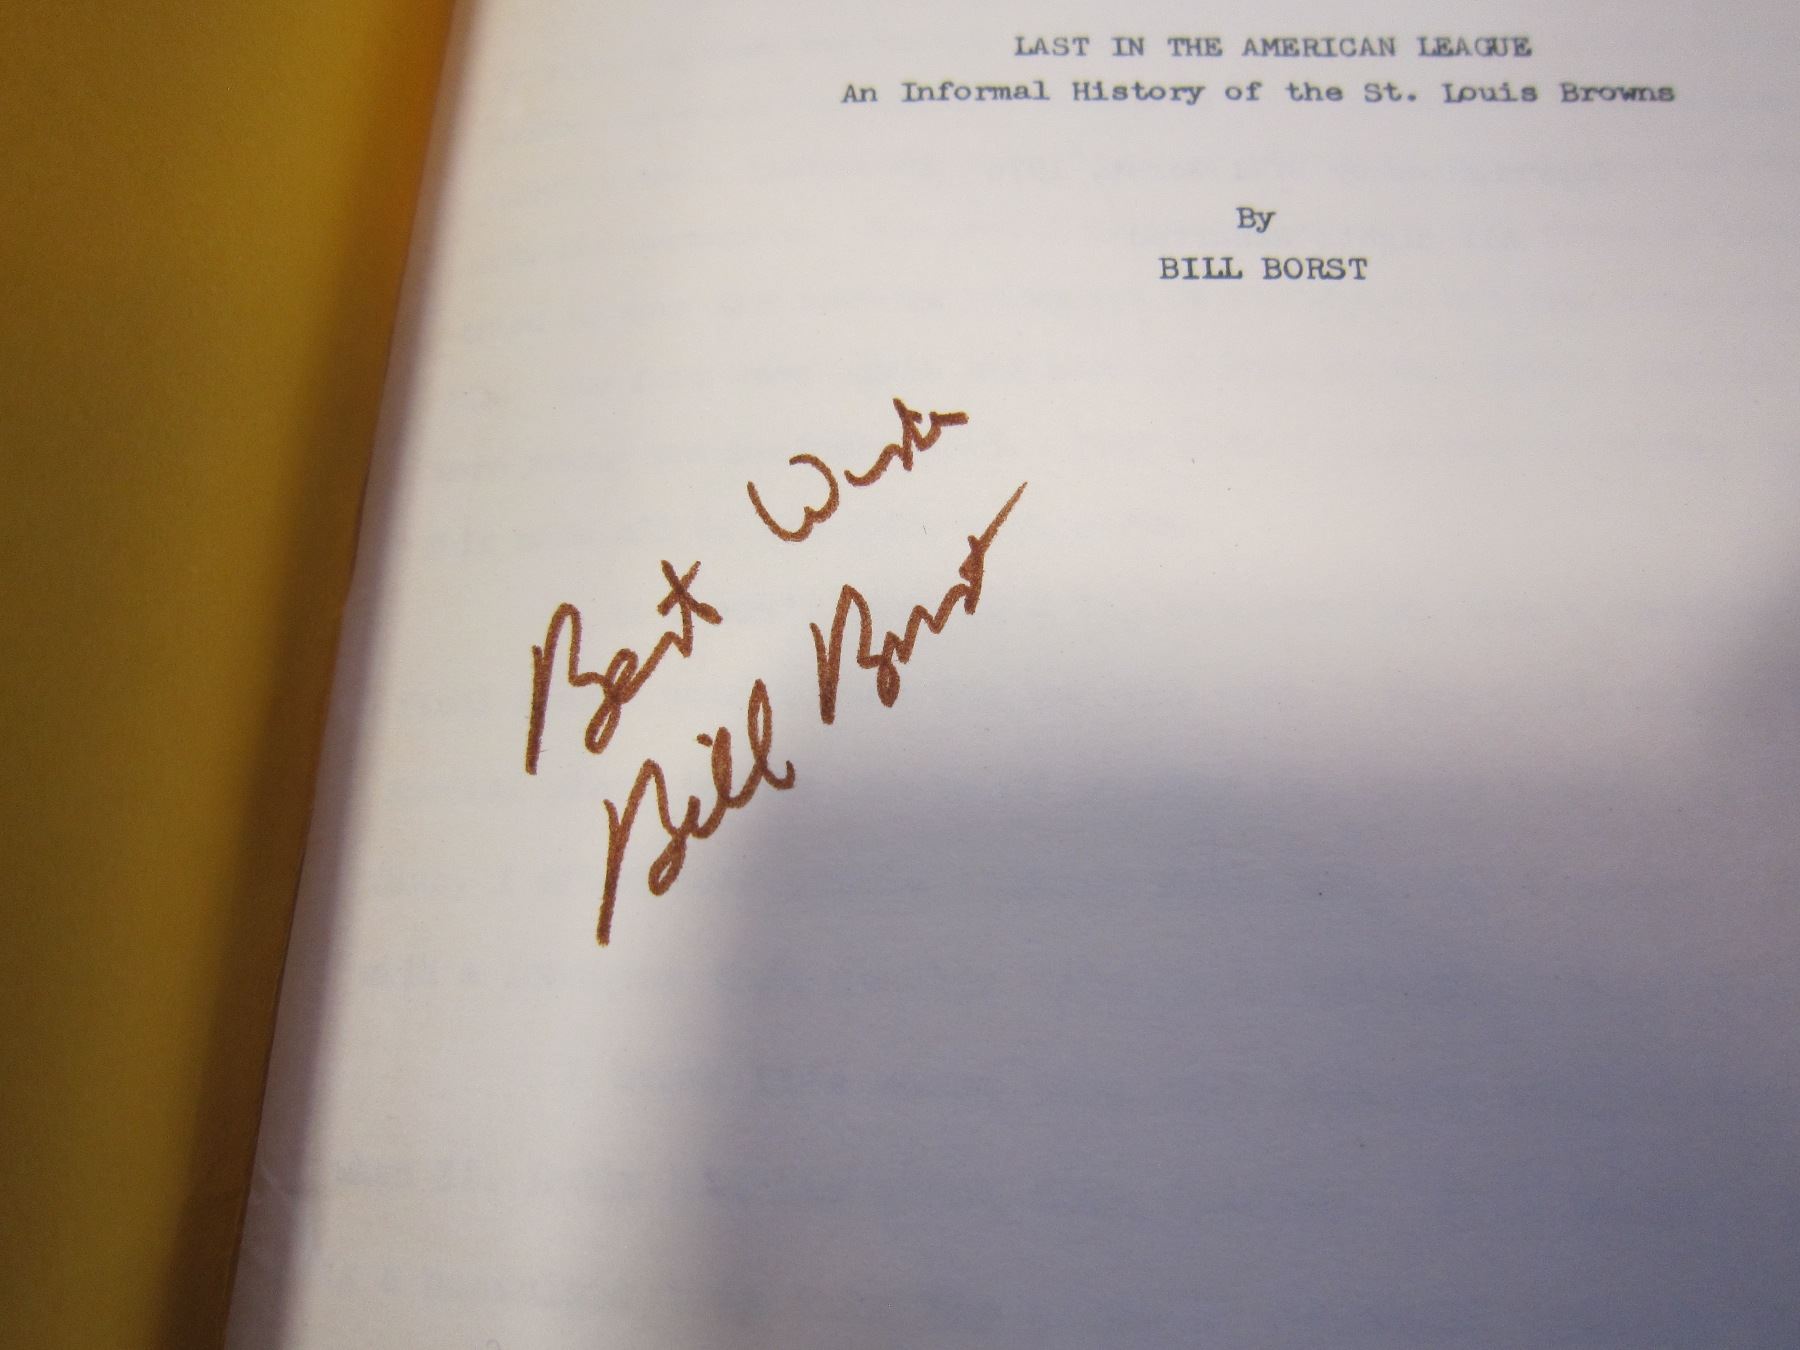 LAST IN THE AMERICAN LEAGUE
An Informal History of the St. Louis Browns
By
BILL BORST
Best Wishes
Bill Borst